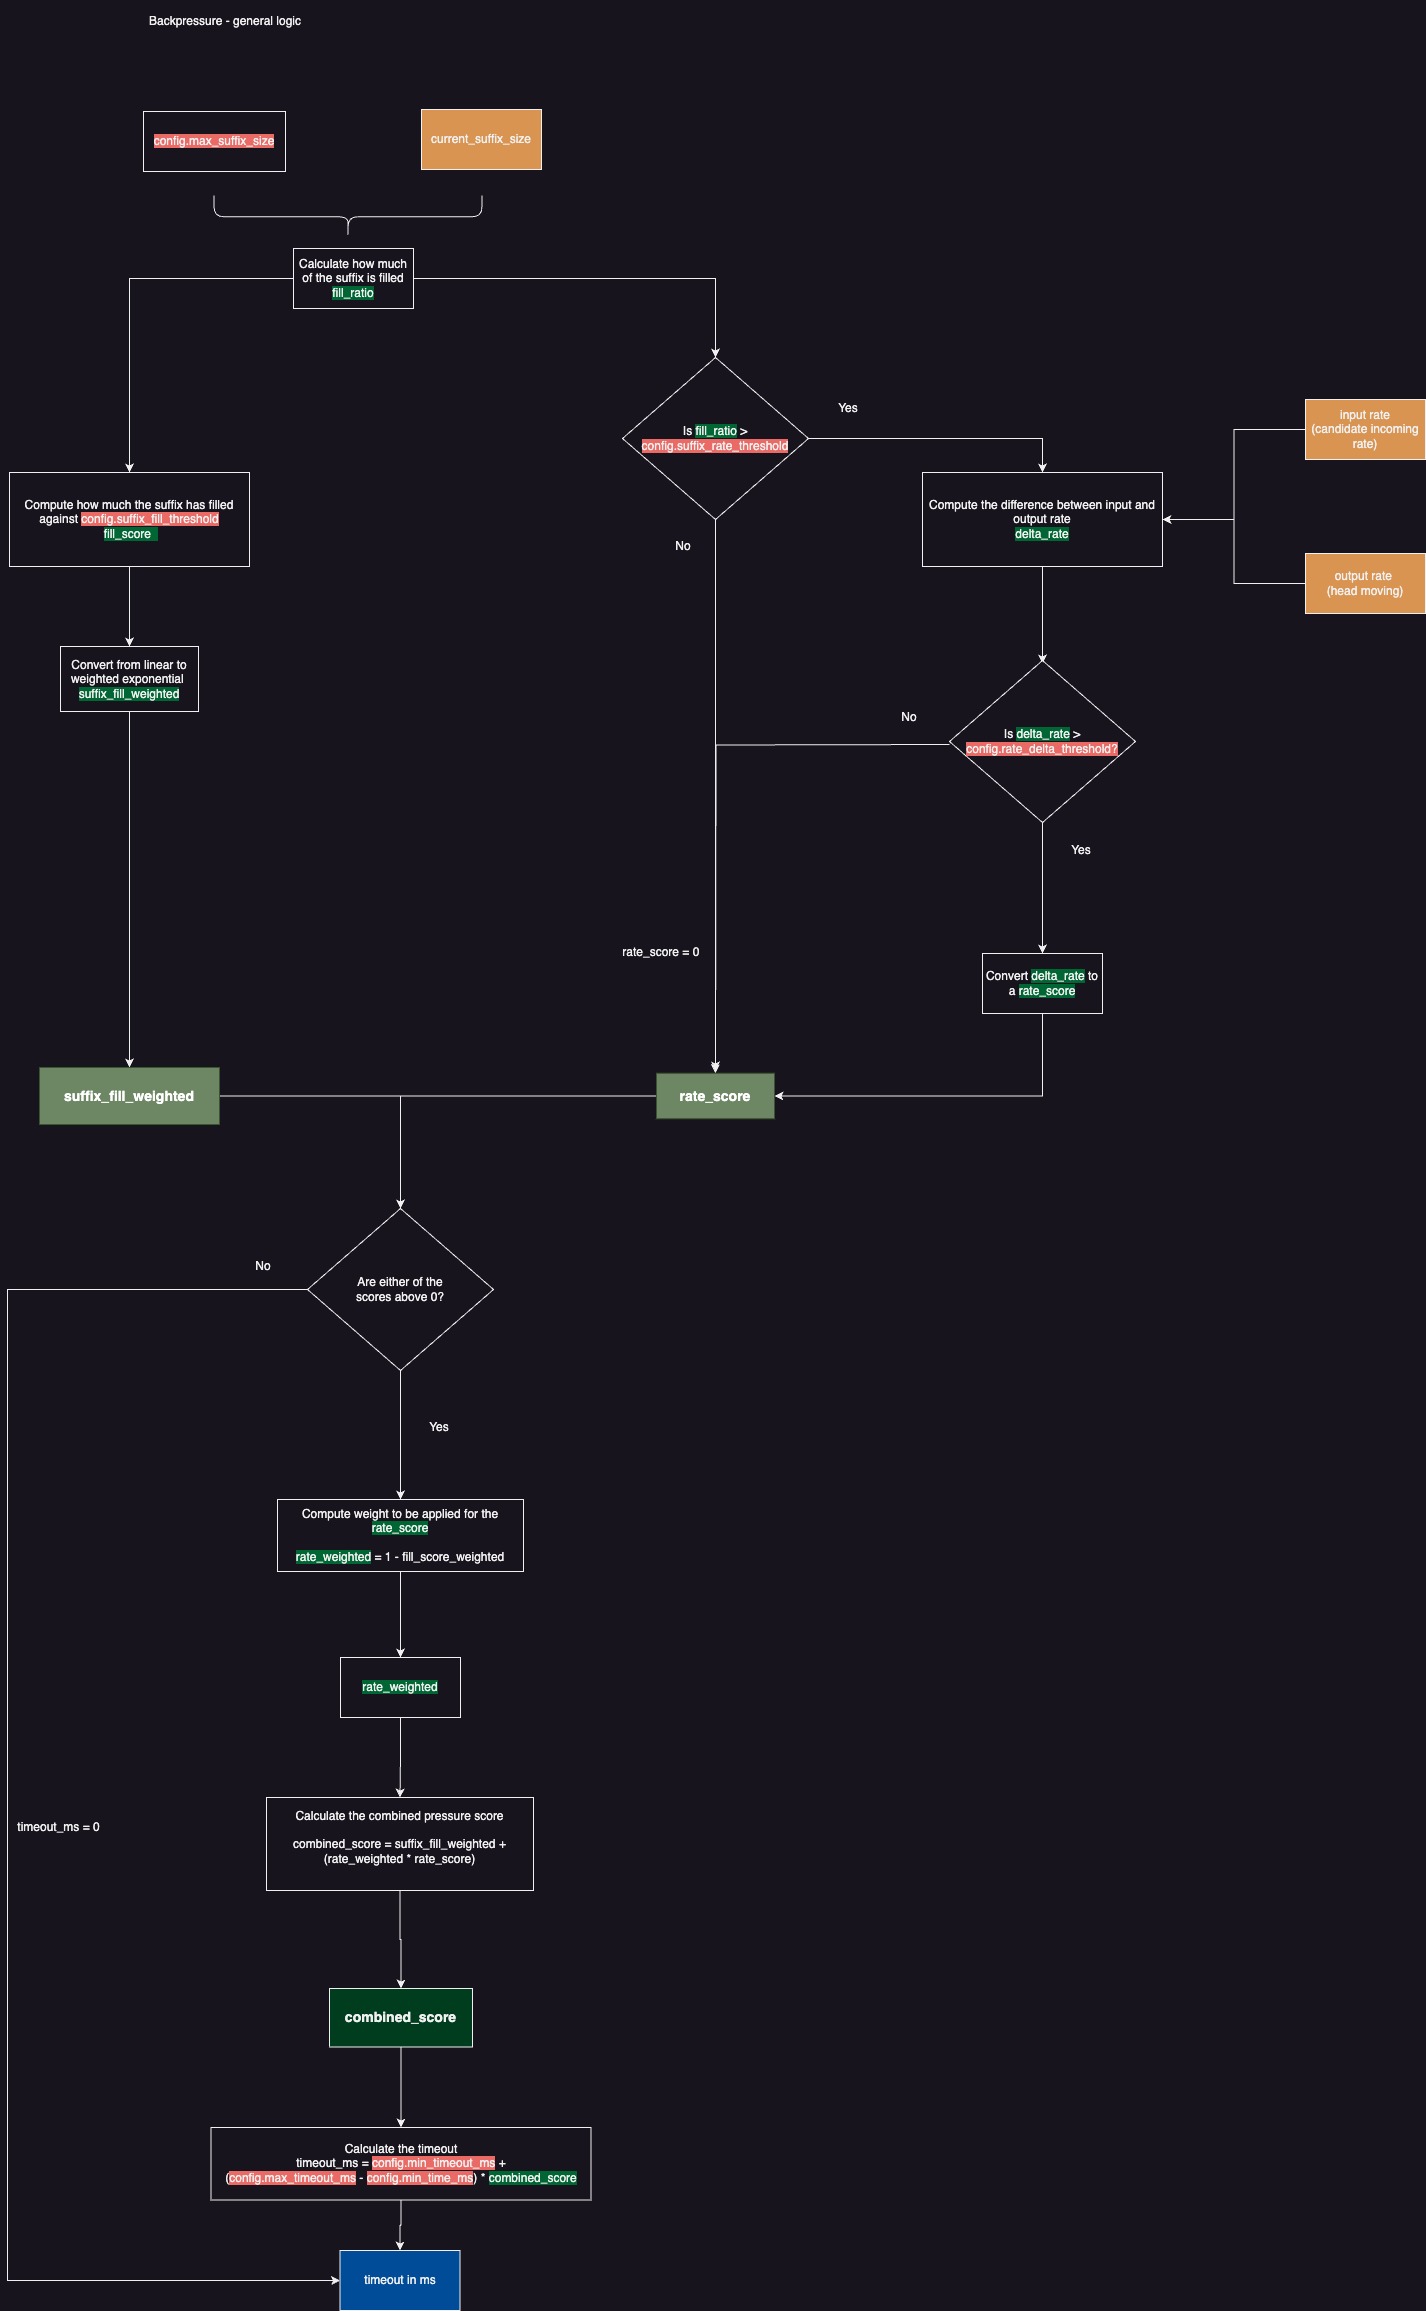 Backpressure - general logic
config.max_suffix_size
current_suffix_size
Calculate how much
of the suffix is filled
fill_ratio
Yes
Is fill_ratio >
config.suffix_rate_threshold
No
input rate
(candidate incoming
rate)
Compute how much the suffix has filled
against config.suffix_fill_threshold
fill_score
Compute the difference between input and
output rate
delta_rate
output rate
(head moving)
Convert from linear to
weighted exponential
suffix_fill_weighted
No
Is delta_rate >
config.rate_delta_threshold?
Yes
rate_score = 0
Convert delta_rate to
a rate_score
suffix_fill_weighted
rate_score
No
Are either of the
scores above 0?
Yes
Compute weight to be applied for the
rate_score
rate_weighted = 1 - fill_score_weighted
rate_weighted
timeout_ms = 0
Calculate the combined pressure score
combined_score = suffix_fill_weighted +
(rate_weighted * rate_score)
combined_score
Calculate the timeout
timeout_ms = config.min_timeout_ms +
(config.max_timeout_ms - config.min_time_ms) * combined_score
timeout in ms